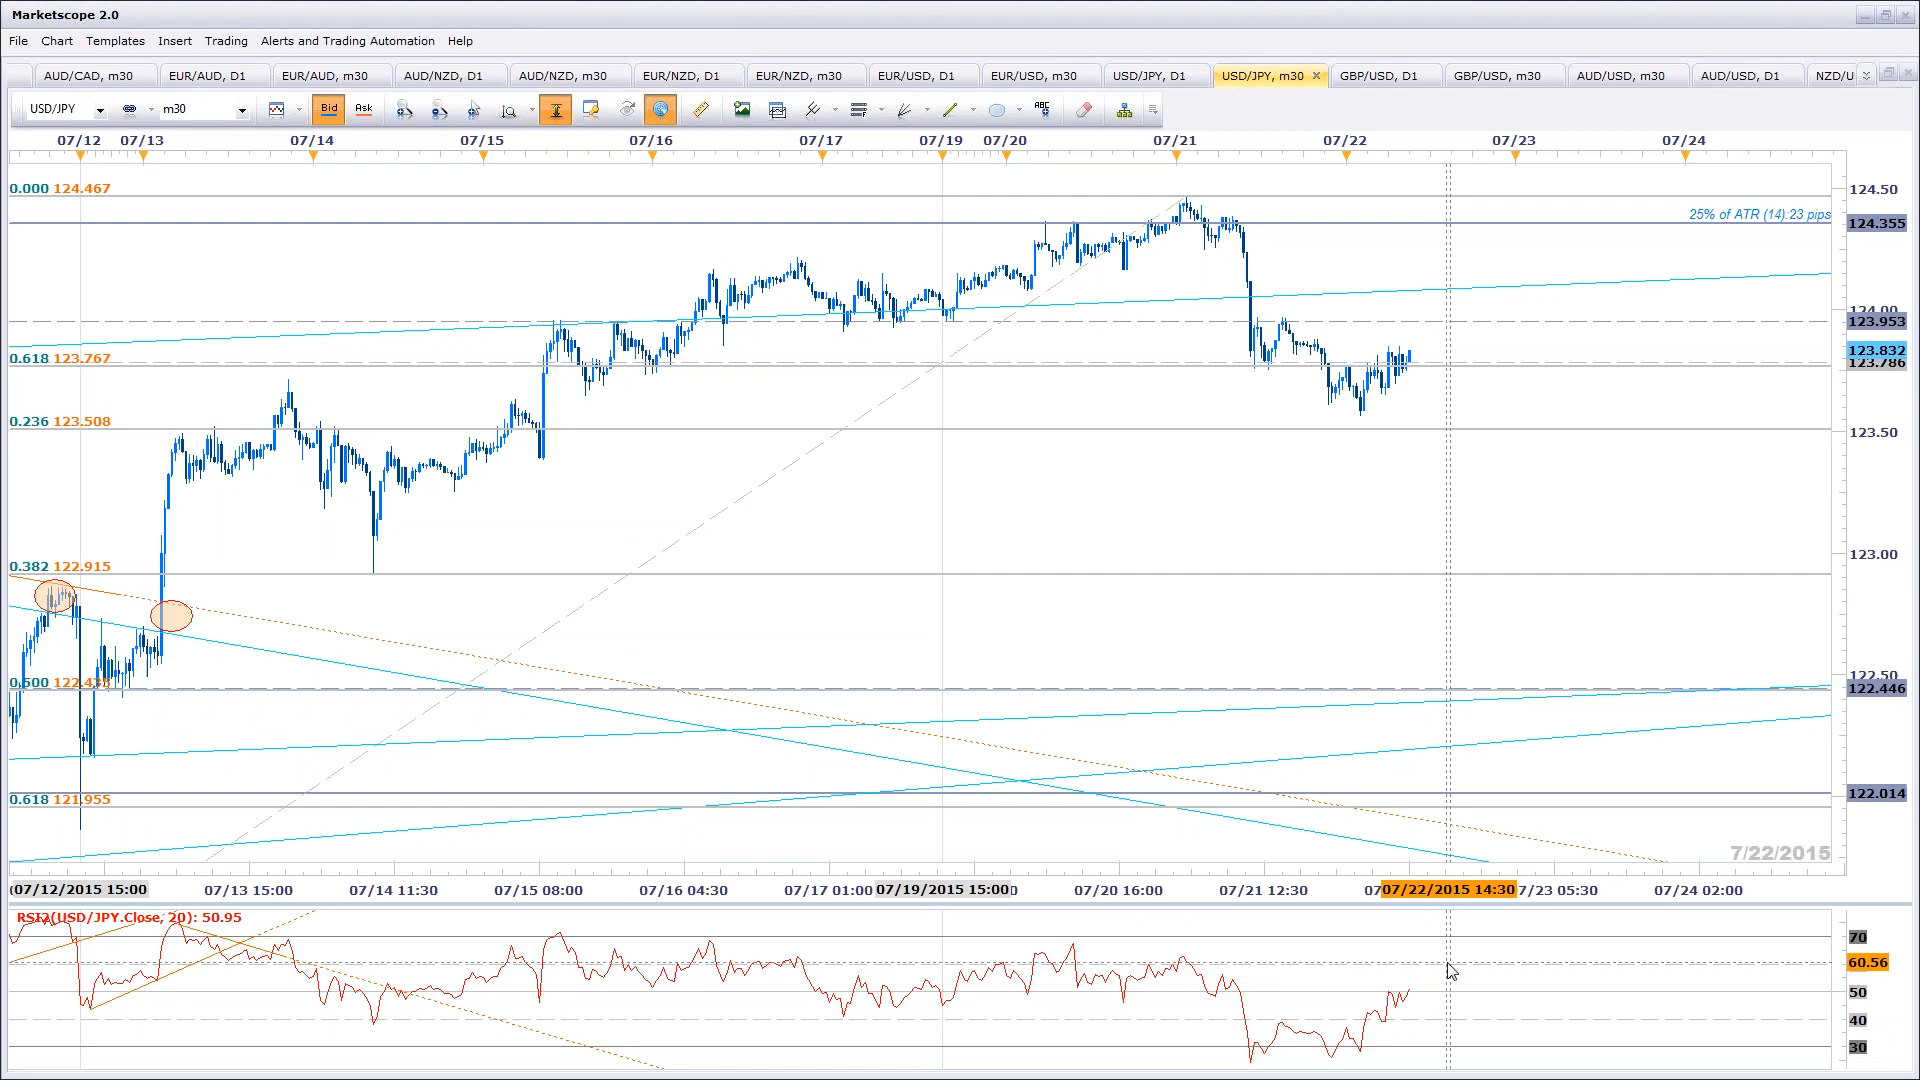 Marketscope 2.0
File Chart Templates Insert Trading Alerts and Trading Automation Help
AUD/CAD, m30 EUR/AUD, D1 EUR/AUD, m30 AUD/NZD, D1 AUD/NZD, m30 EUR/NZD, D1 EUR/NZD, m30 EUR/USD, D1 EUR/USD, m30 USD/JPY, D1 USD/JPY, m30 GBP/USD, D1 GBP/USD, m30 AUD/USD, m30 AUD/USD, D1 NZD/U
USD/JPY m30 Bid Ask ABC
07/12 07/13 07/14 07/15 07/16 07/17 07/19 07/20 07/21 07/22 07/23 07/24
0.000 124.467
124.50
25% of ATR (14):23 pips
124.355
124.00
123.953
123.832
0.618 123.767
123.786
0.236 123.508
123.50
123.00
0.382 122.915
0.500 122.435
122.50
122.446
0.618 121.955
122.014
7/22/2015
07/12/2015 15:00 07/13 15:00 07/14 11:30 07/15 08:00 07/16 04:30 07/17 01:00 07/19/2015 15:00 07/20 16:00 07/21 12:30 07/22/2015 14:30 7/23 05:30 07/24 02:00
RSI2(USD/JPY.Close, 20): 50.95
70
60.56
50
40
30